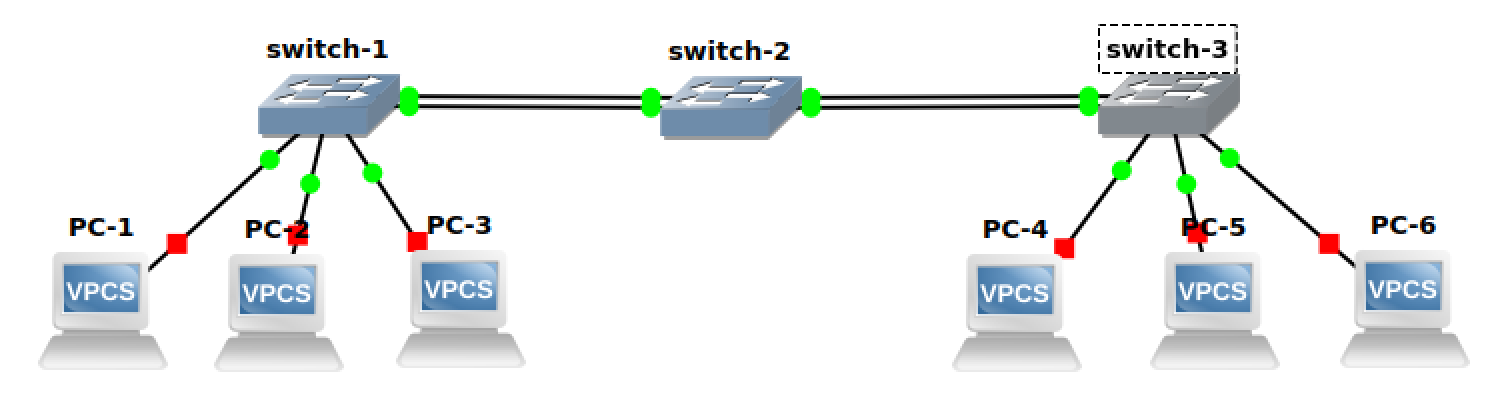 switch-1
switch-2
switch-3
PC-1
PC-2
PC-3
PC-4
PC-5
PC-6
VPCS
VPCS
VPCS
VPCS
VPCS
VPCS